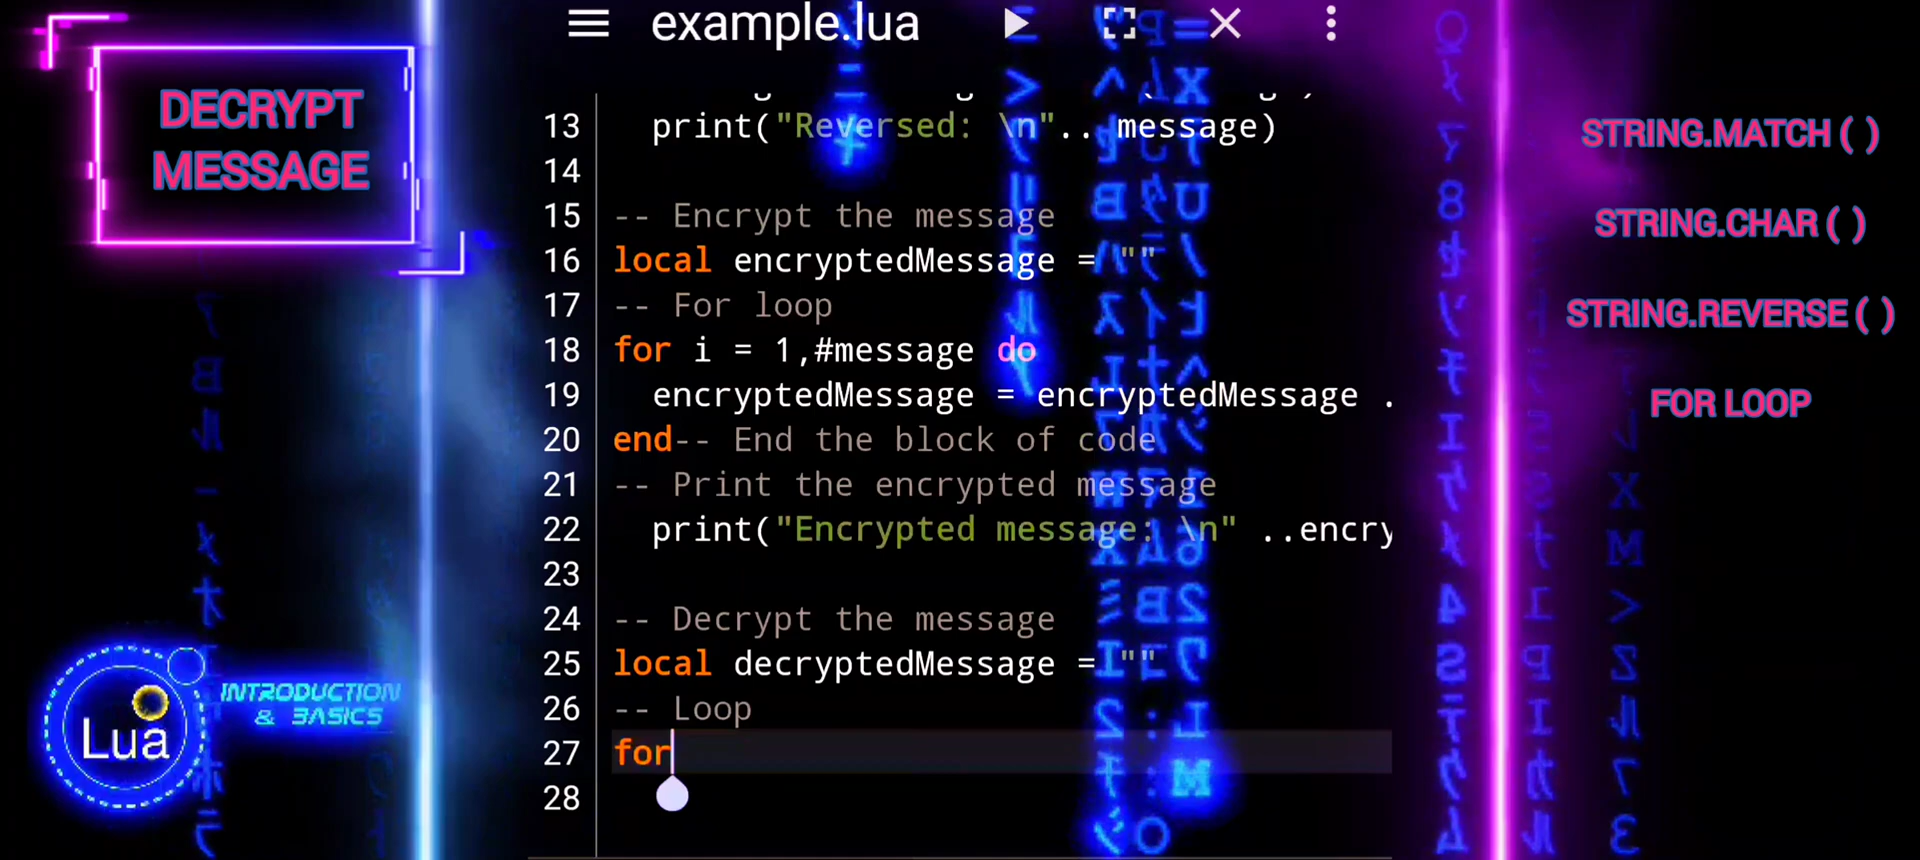 DECRYPT
MESSAGE
example.lua
13 print("Reversed: \n".. message)
14
15 -- Encrypt the message
16 local encryptedMessage = ""
17 -- For loop
18 for i = 1,#message do
19 encryptedMessage = encryptedMessage .
20 end-- End the block of code
21 -- Print the encrypted message
22 print("Encrypted message: \n" ..encry
23
24 -- Decrypt the message
25 local decryptedMessage = ""
26 -- Loop
27 for
28
STRING.MATCH ( )
STRING.CHAR ( )
STRING.REVERSE ( )
FOR LOOP
Lua
INTRODUCTION
& BASICS